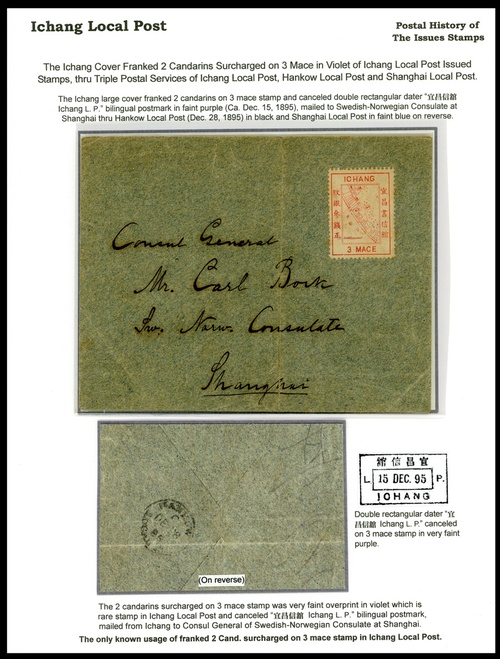 Ichang Local Post
Postal History of
The Issues Stamps
The Ichang Cover Franked 2 Candarins Surcharged on 3 Mace in Violet of Ichang Local Post Issued
Stamps, thru Triple Postal Services of Ichang Local Post, Hankow Local Post and Shanghai Local Post.
The Ichang large cover franked 2 candarins on 3 mace stamp and canceled double rectangular dater "宜昌信館
Ichang L. P." bilingual postmark in faint purple (Ca. Dec. 15, 1895), mailed to Swedish-Norwegian Consulate at
Shanghai thru Hankow Local Post (Dec. 28, 1895) in black and Shanghai Local Post in faint blue on reverse.
ICHANG
宜昌書信館
3 MACE
Consul General
Mr. Carl Bock
Sw. Norw. Consulate
Shanghai
館信昌宜
L. 15 DEC. 95 P.
ICHANG
Double rectangular dater "宜
昌信館 Ichang L. P." canceled
on 3 mace stamp in very faint
purple.
(On reverse)
The 2 candarins surcharged on 3 mace stamp was very faint overprint in violet which is
rare stamp in Ichang Local Post and canceled "宜昌信館 Ichang L. P." bilingual postmark,
mailed from Ichang to Consul General of Swedish-Norwegian Consulate at Shanghai.
The only known usage of franked 2 Cand. surcharged on 3 mace stamp in Ichang Local Post.